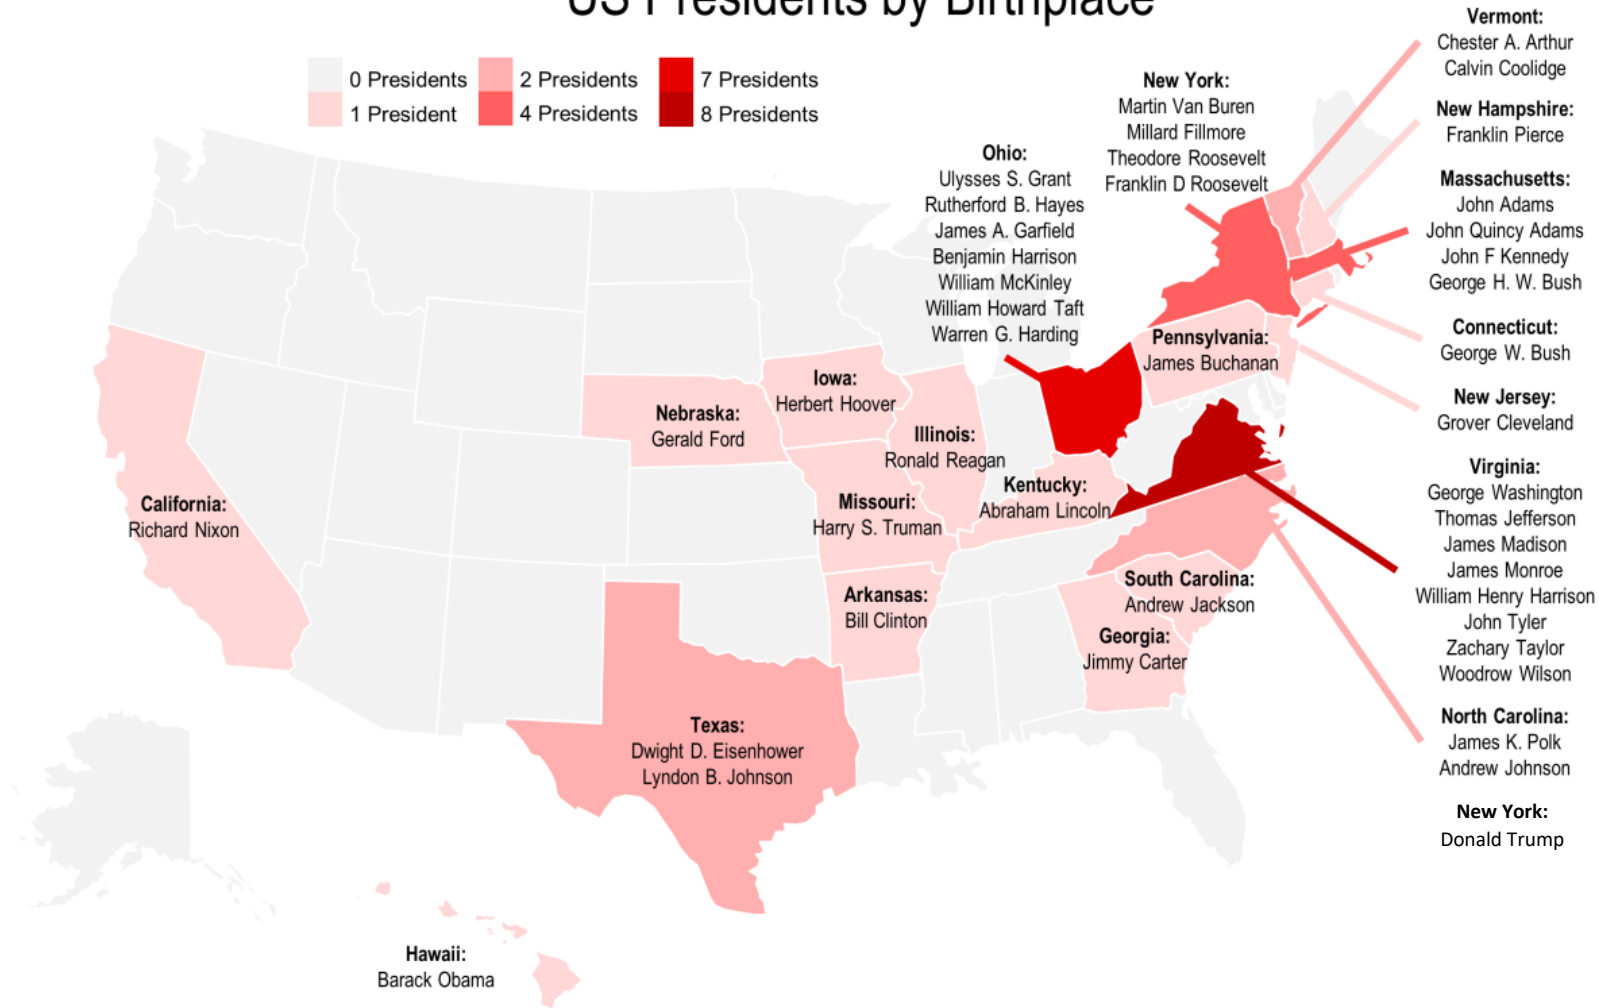 US Presidents by Birthplace
0 Presidents
1 President
2 Presidents
4 Presidents
7 Presidents
8 Presidents
Vermont:
Chester A. Arthur
Calvin Coolidge
New Hampshire:
Franklin Pierce
Massachusetts:
John Adams
John Quincy Adams
John F Kennedy
George H. W. Bush
Connecticut:
George W. Bush
New Jersey:
Grover Cleveland
Virginia:
George Washington
Thomas Jefferson
James Madison
James Monroe
William Henry Harrison
John Tyler
Zachary Taylor
Woodrow Wilson
North Carolina:
James K. Polk
Andrew Johnson
New York:
Donald Trump
New York:
Martin Van Buren
Millard Fillmore
Theodore Roosevelt
Franklin D Roosevelt
Ohio:
Ulysses S. Grant
Rutherford B. Hayes
James A. Garfield
Benjamin Harrison
William McKinley
William Howard Taft
Warren G. Harding
Pennsylvania:
James Buchanan
Iowa:
Herbert Hoover
Nebraska:
Gerald Ford
Illinois:
Ronald Reagan
Kentucky:
Abraham Lincoln
Missouri:
Harry S. Truman
California:
Richard Nixon
Arkansas:
Bill Clinton
South Carolina:
Andrew Jackson
Georgia:
Jimmy Carter
Texas:
Dwight D. Eisenhower
Lyndon B. Johnson
Hawaii:
Barack Obama